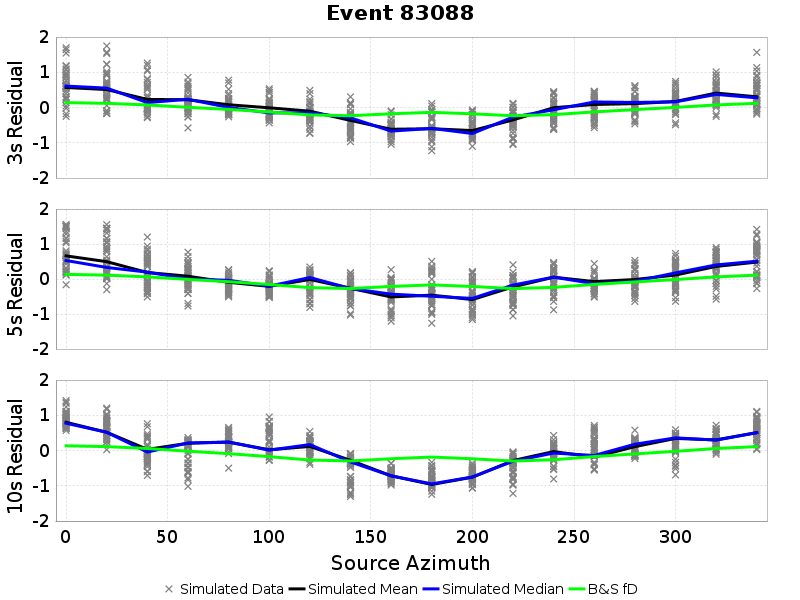 Event 83088
3s Residual
2
1
0
-1
-2
5s Residual
2
1
0
-1
-2
10s Residual
2
1
0
-1
-2
0 50 100 150 200 250 300
Source Azimuth
Simulated Data Simulated Mean Simulated Median B&S fD